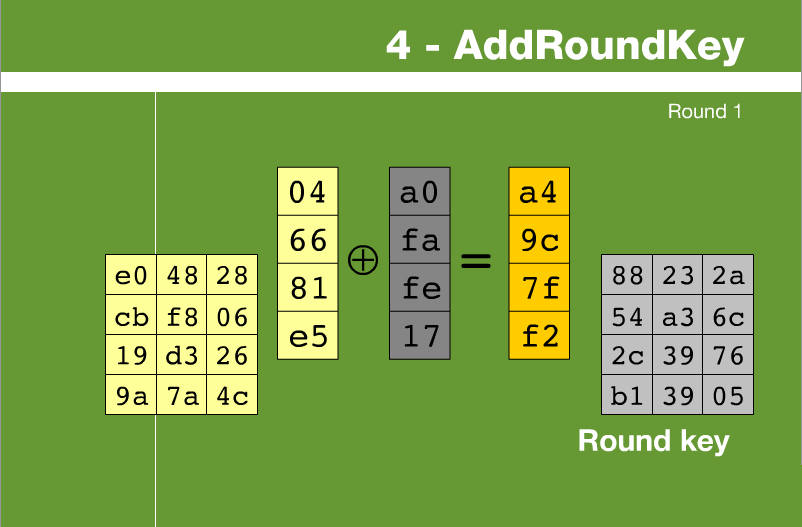 4 - AddRoundKey
Round 1
04 a0 a4
66 fa 9c
⊕ =
81 fe 7f
e5 17 f2
e0 48 28 88 23 2a
cb f8 06 54 a3 6c
19 d3 26 2c 39 76
9a 7a 4c b1 39 05
Round key